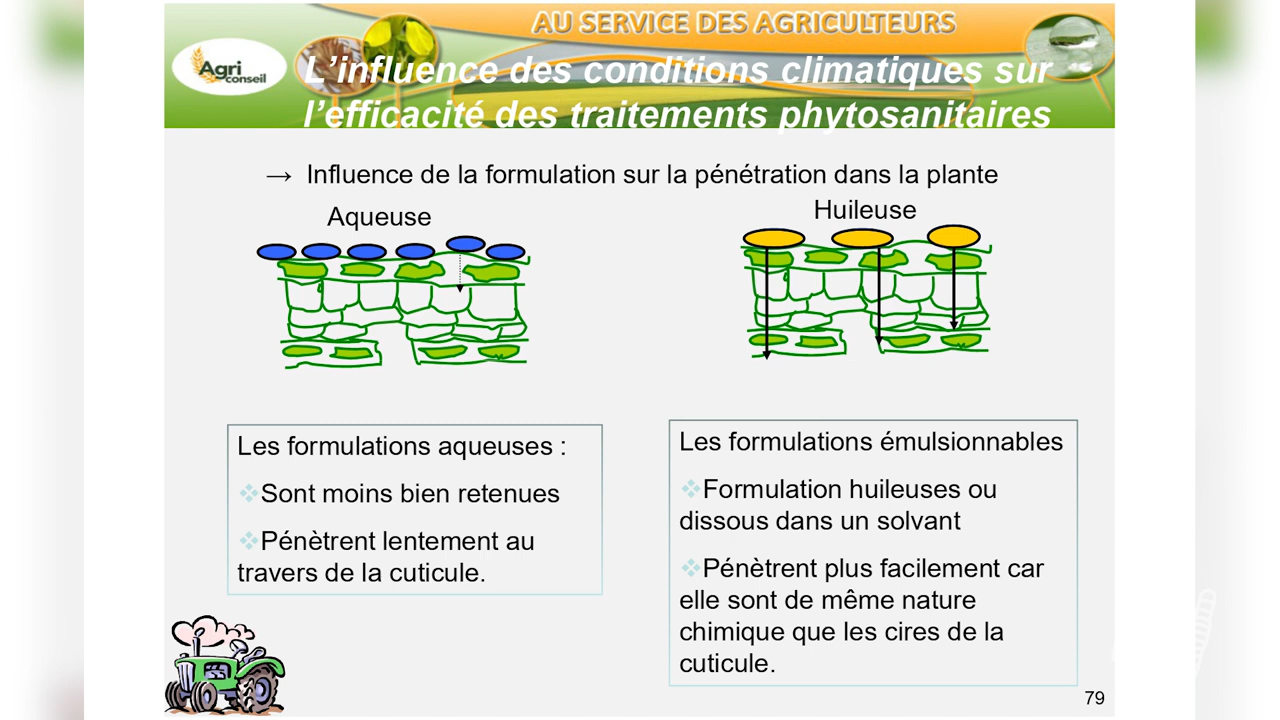 AU SERVICE DES AGRICULTEURS
Agri
conseil
L'influence des conditions climatiques sur
l'efficacité des traitements phytosanitaires
→ Influence de la formulation sur la pénétration dans la plante
Aqueuse
Huileuse
Les formulations aqueuses :
❖Sont moins bien retenues
❖Pénètrent lentement au
travers de la cuticule.
Les formulations émulsionnables
❖Formulation huileuses ou
dissous dans un solvant
❖Pénètrent plus facilement car
elle sont de même nature
chimique que les cires de la
cuticule.
79